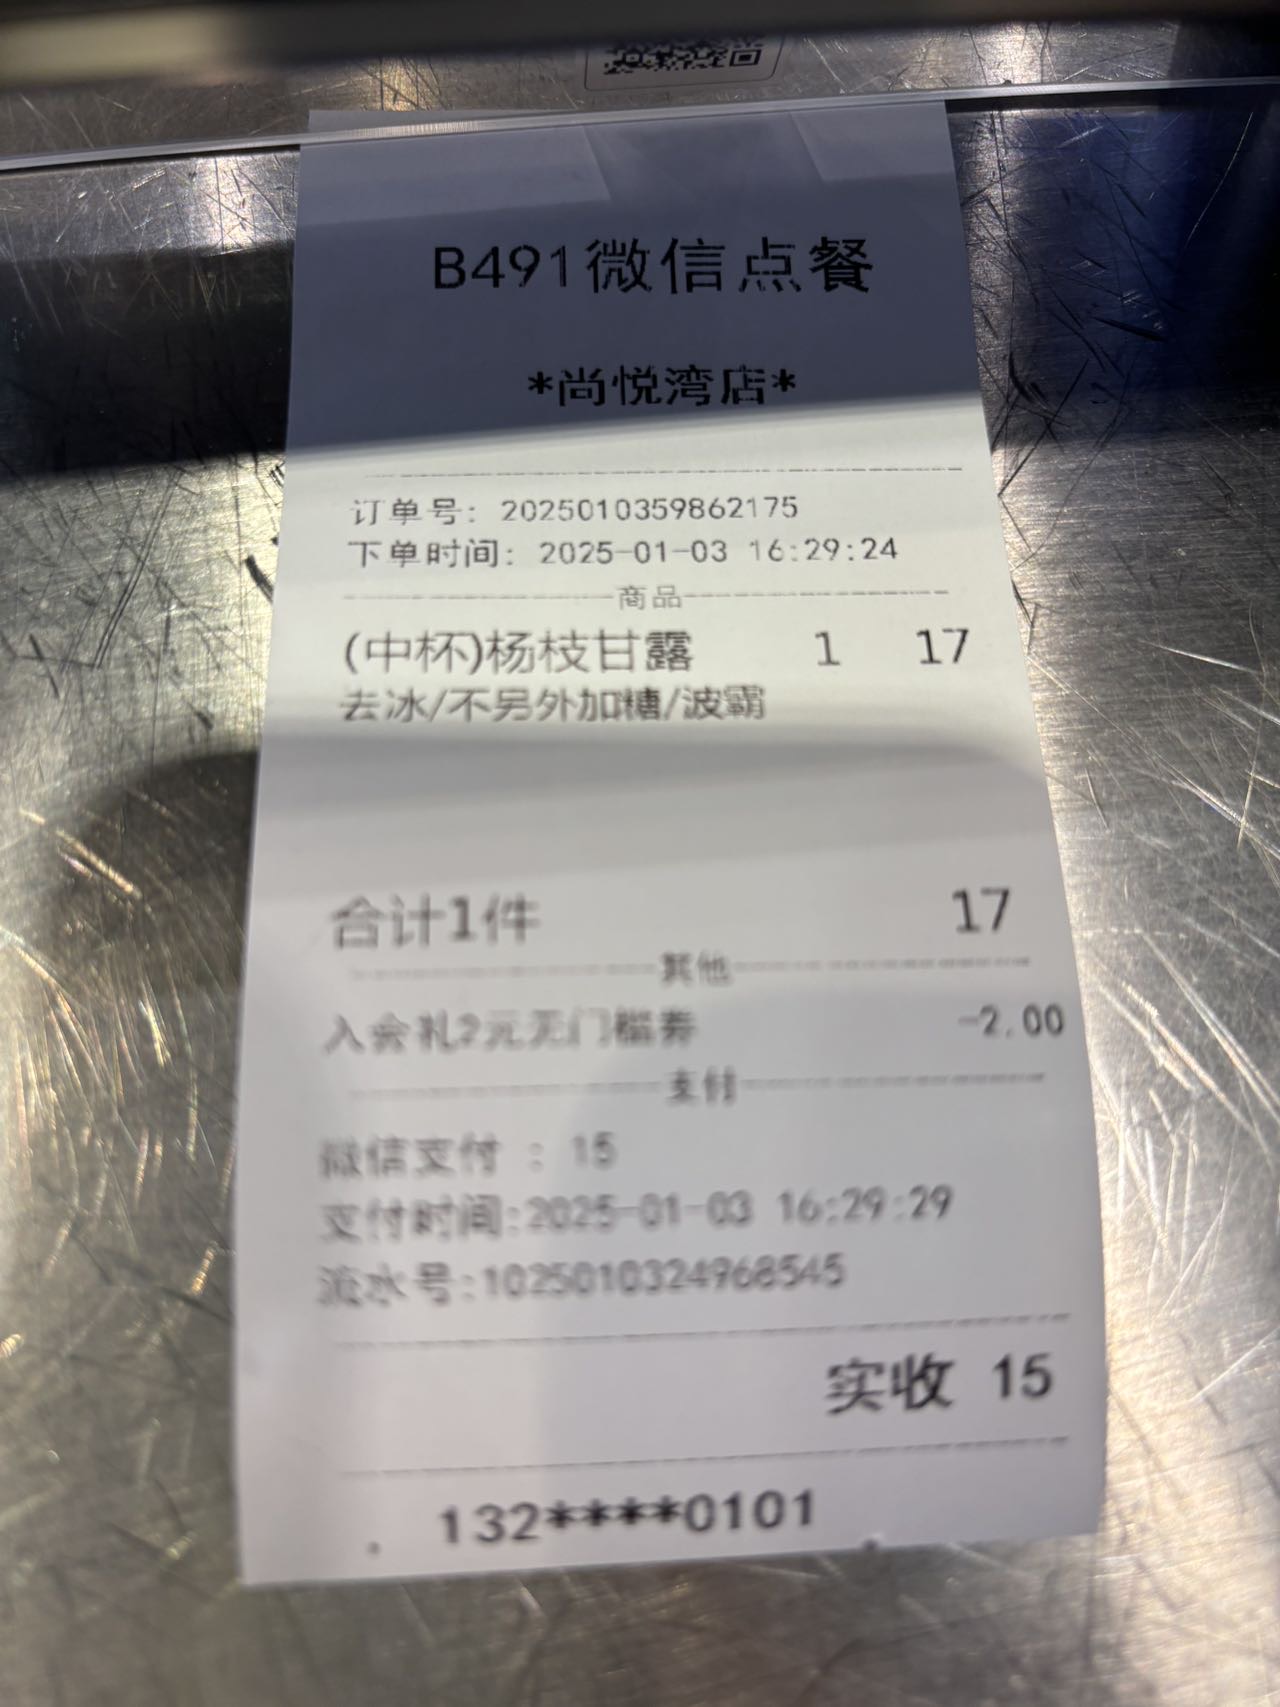 B491微信点餐
*尚悦湾店*
订单号: 2025010359862175
下单时间: 2025-01-03 16:29:24
商品
(中杯)杨枝甘露 1 17
去冰/不另外加糖/波霸
合计1件 17
其他
入会礼2元无门槛券 -2.00
支付
微信支付 : 15
支付时间:2025-01-03 16:29:29
流水号:1025010324968545
实收 15
132****0101